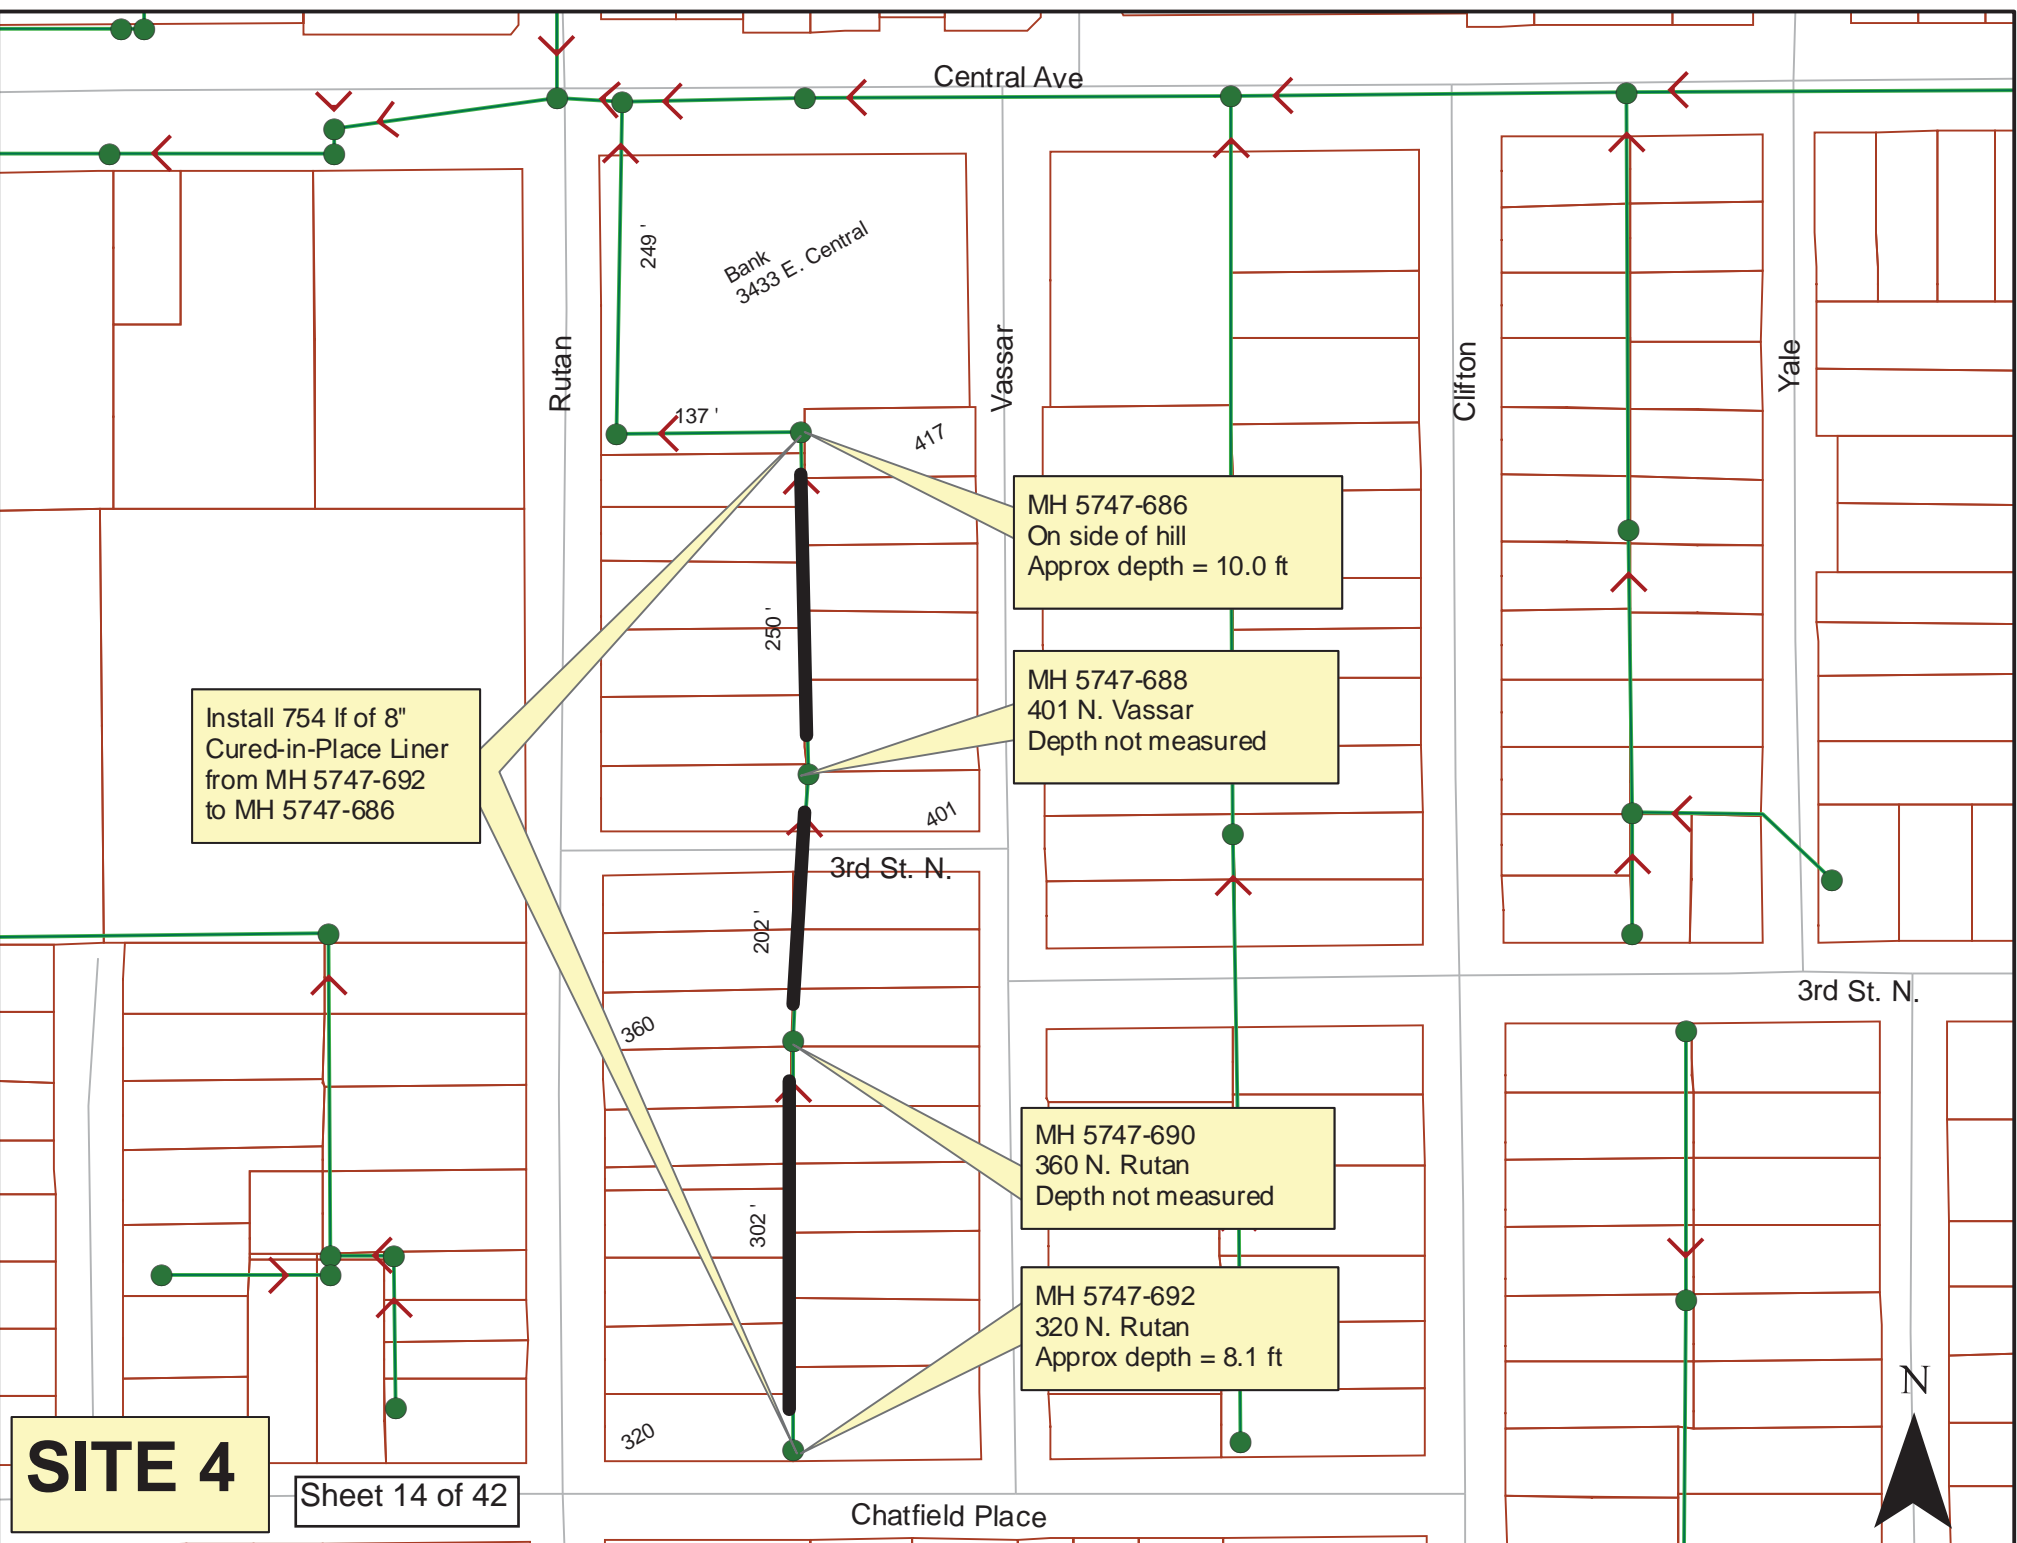 Central Ave
249 '
Bank
3433 E. Central
Rutan
Vassar
Clifton
Yale
137 '
417
MH 5747-686
On side of hill
Approx depth = 10.0 ft
250 '
MH 5747-688
401 N. Vassar
Depth not measured
Install 754 lf of 8"
Cured-in-Place Liner
from MH 5747-692
to MH 5747-686
401
3rd St. N.
202 '
3rd St. N.
360
MH 5747-690
360 N. Rutan
Depth not measured
302 '
MH 5747-692
320 N. Rutan
Approx depth = 8.1 ft
320
N
SITE 4
Sheet 14 of 42
Chatfield Place